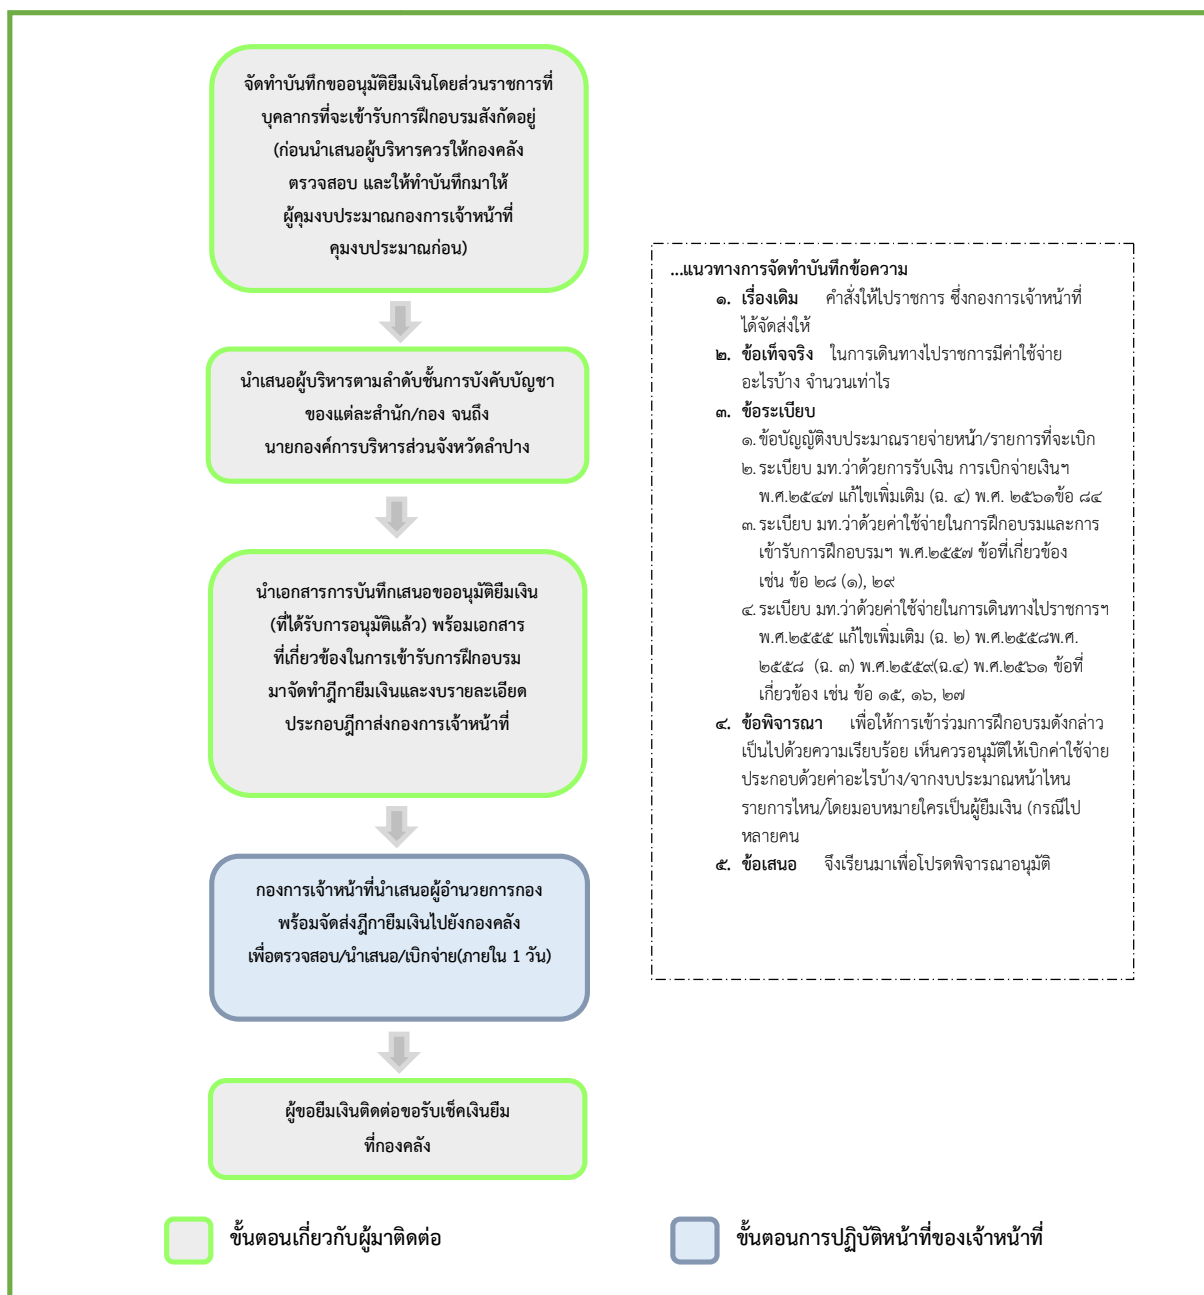 จัดทำบันทึกขออนุมัติยืมเงินโดยส่วนราชการที่
บุคลากรที่จะเข้ารับการฝึกอบรมสังกัดอยู่
(ก่อนนำเสนอผู้บริหารควรให้กองคลัง
ตรวจสอบ และให้ทำบันทึกมาให้
ผู้คุมงบประมาณกองการเจ้าหน้าที่
คุมงบประมาณก่อน)
นำเสนอผู้บริหารตามลำดับชั้นการบังคับบัญชา
ของแต่ละสำนัก/กอง จนถึง
นายกองค์การบริหารส่วนจังหวัดลำปาง
นำเอกสารการบันทึกเสนอขออนุมัติยืมเงิน
(ที่ได้รับการอนุมัติแล้ว) พร้อมเอกสาร
ที่เกี่ยวข้องในการเข้ารับการฝึกอบรม
มาจัดทำฎีกายืมเงินและงบรายละเอียด
ประกอบฎีกาส่งกองการเจ้าหน้าที่
กองการเจ้าหน้าที่นำเสนอผู้อำนวยการกอง
พร้อมจัดส่งฎีกายืมเงินไปยังกองคลัง
เพื่อตรวจสอบ/นำเสนอ/เบิกจ่าย(ภายใน 1 วัน)
ผู้ขอยืมเงินติดต่อขอรับเช็คเงินยืม
ที่กองคลัง
...แนวทางการจัดทำบันทึกข้อความ
๑. เรื่องเดิม คำสั่งให้ไปราชการ ซึ่งกองการเจ้าหน้าที่
ได้จัดส่งให้
๒. ข้อเท็จจริง ในการเดินทางไปราชการมีค่าใช้จ่าย
อะไรบ้าง จำนวนเท่าไร
๓. ข้อระเบียบ
๑. ข้อบัญญัติงบประมาณรายจ่ายหน้า/รายการที่จะเบิก
๒. ระเบียบ มท.ว่าด้วยการรับเงิน การเบิกจ่ายเงินฯ
พ.ศ.๒๕๔๗ แก้ไขเพิ่มเติม (ฉ. ๔) พ.ศ. ๒๕๖๑ข้อ ๘๔
๓. ระเบียบ มท.ว่าด้วยค่าใช้จ่ายในการฝึกอบรมและการ
เข้ารับการฝึกอบรมฯ พ.ศ.๒๕๕๗ ข้อที่เกี่ยวข้อง
เช่น ข้อ ๒๘ (๑), ๒๙
๔. ระเบียบ มท.ว่าด้วยค่าใช้จ่ายในการเดินทางไปราชการฯ
พ.ศ.๒๕๕๕ แก้ไขเพิ่มเติม (ฉ. ๒) พ.ศ.๒๕๕๘พ.ศ.
๒๕๕๘ (ฉ. ๓) พ.ศ.๒๕๕๙(ฉ.๔) พ.ศ.๒๕๖๑ ข้อที่
เกี่ยวข้อง เช่น ข้อ ๑๕, ๑๖, ๒๗
๔. ข้อพิจารณา เพื่อให้การเข้าร่วมการฝึกอบรมดังกล่าว
เป็นไปด้วยความเรียบร้อย เห็นควรอนุมัติให้เบิกค่าใช้จ่าย
ประกอบด้วยค่าอะไรบ้าง/จากงบประมาณหน้าไหน
รายการไหน/โดยมอบหมายใครเป็นผู้ยืมเงิน (กรณีไป
หลายคน
๕. ข้อเสนอ จึงเรียนมาเพื่อโปรดพิจารณาอนุมัติ
ขั้นตอนเกี่ยวกับผู้มาติดต่อ
ขั้นตอนการปฏิบัติหน้าที่ของเจ้าหน้าที่